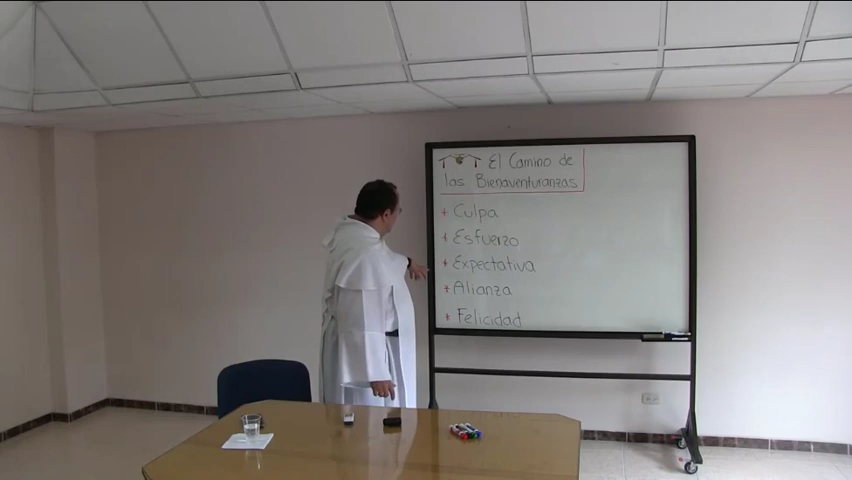 El Camino de
las Bienaventuranzas
+ Culpa
+ Esfuerzo
+ Expectativa
+ Alianza
+ Felicidad